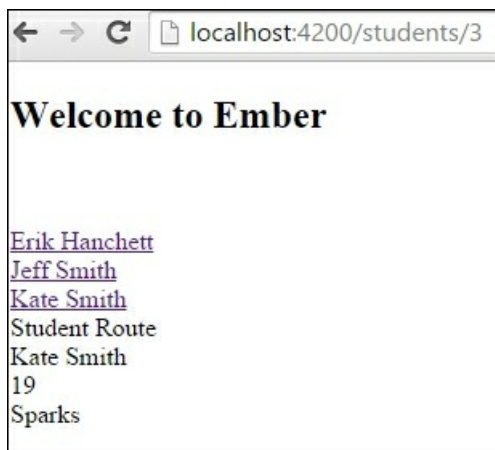 localhost:4200/students/3
Welcome to Ember
Erik Hanchett
Jeff Smith
Kate Smith
Student Route
Kate Smith
19
Sparks